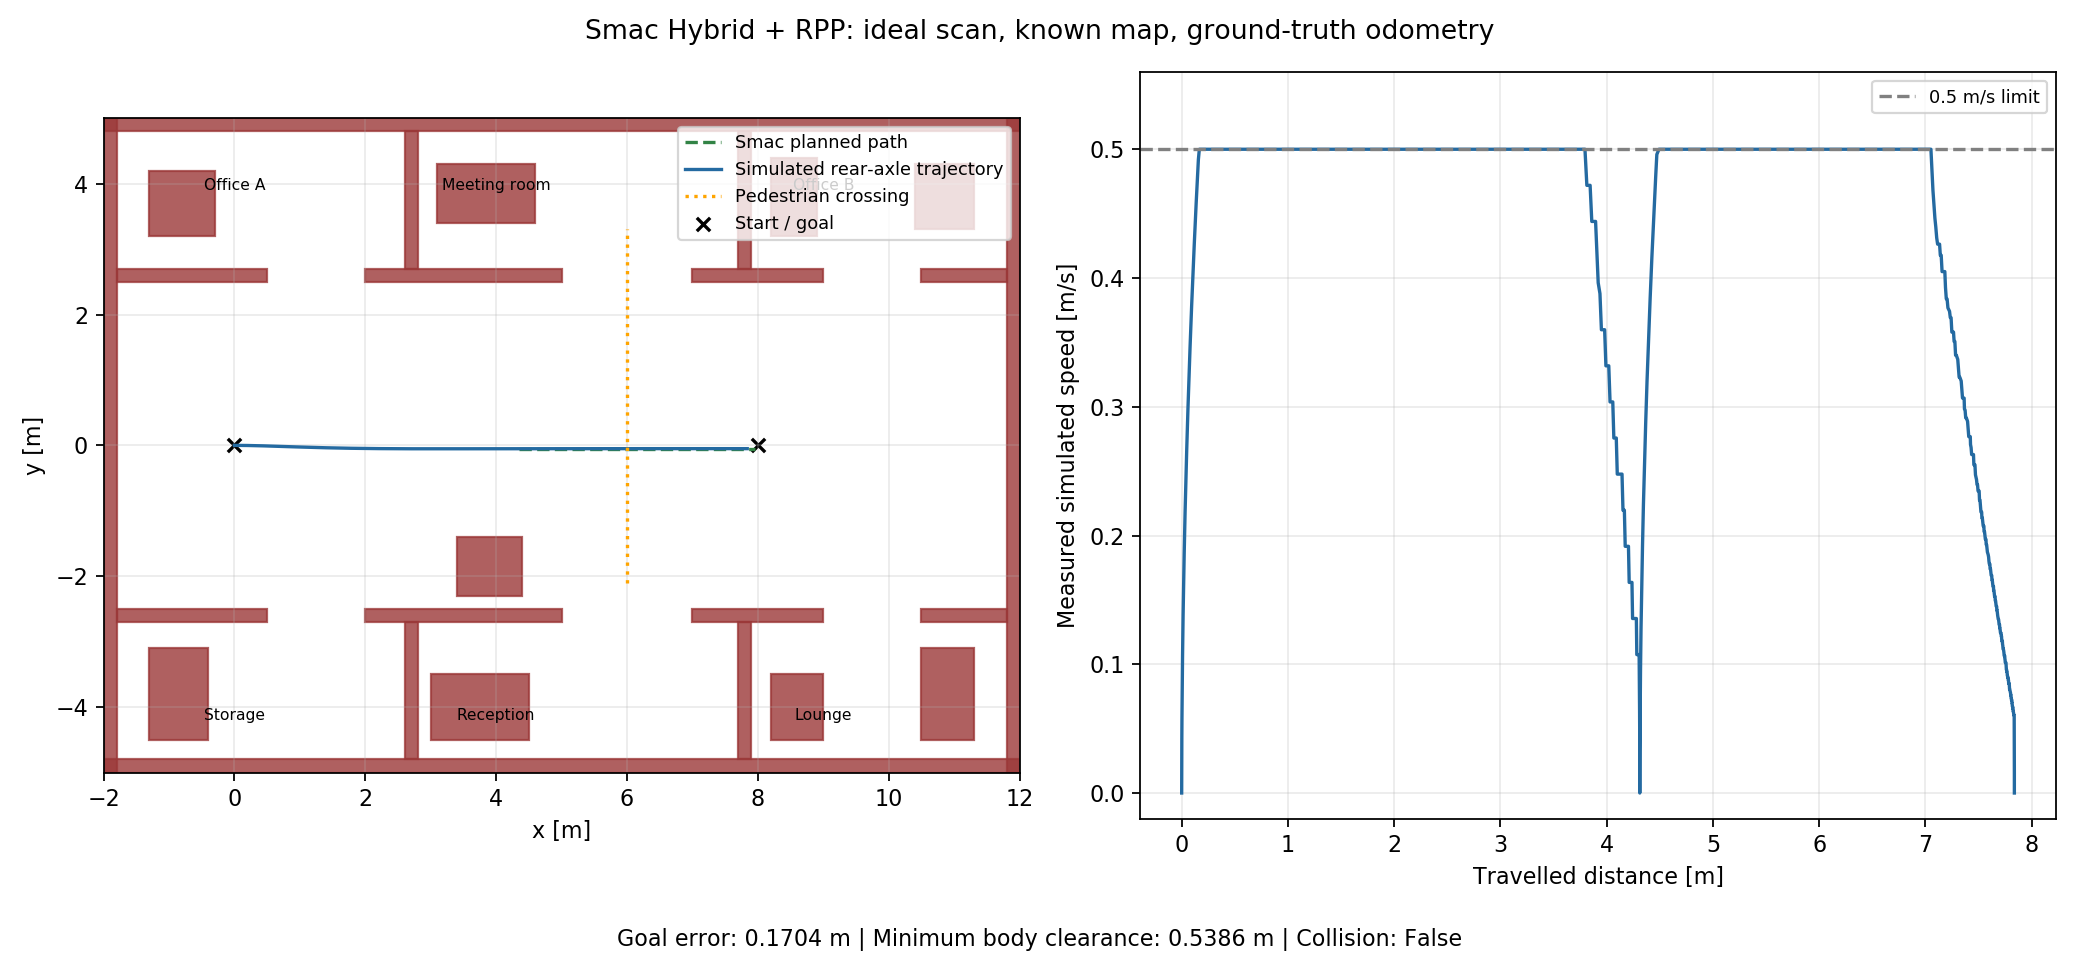 Smac Hybrid + RPP: ideal scan, known map, ground-truth odometry
Smac planned path
Simulated rear-axle trajectory
Pedestrian crossing
Start / goal
Office A
Meeting room
Office B
Storage
Reception
Lounge
4
2
0
−2
−4
y [m]
−2 0 2 4 6 8 10 12
x [m]
0.5 m/s limit
0.5
0.4
0.3
0.2
0.1
0.0
Measured simulated speed [m/s]
0 1 2 3 4 5 6 7 8
Travelled distance [m]
Goal error: 0.1704 m | Minimum body clearance: 0.5386 m | Collision: False